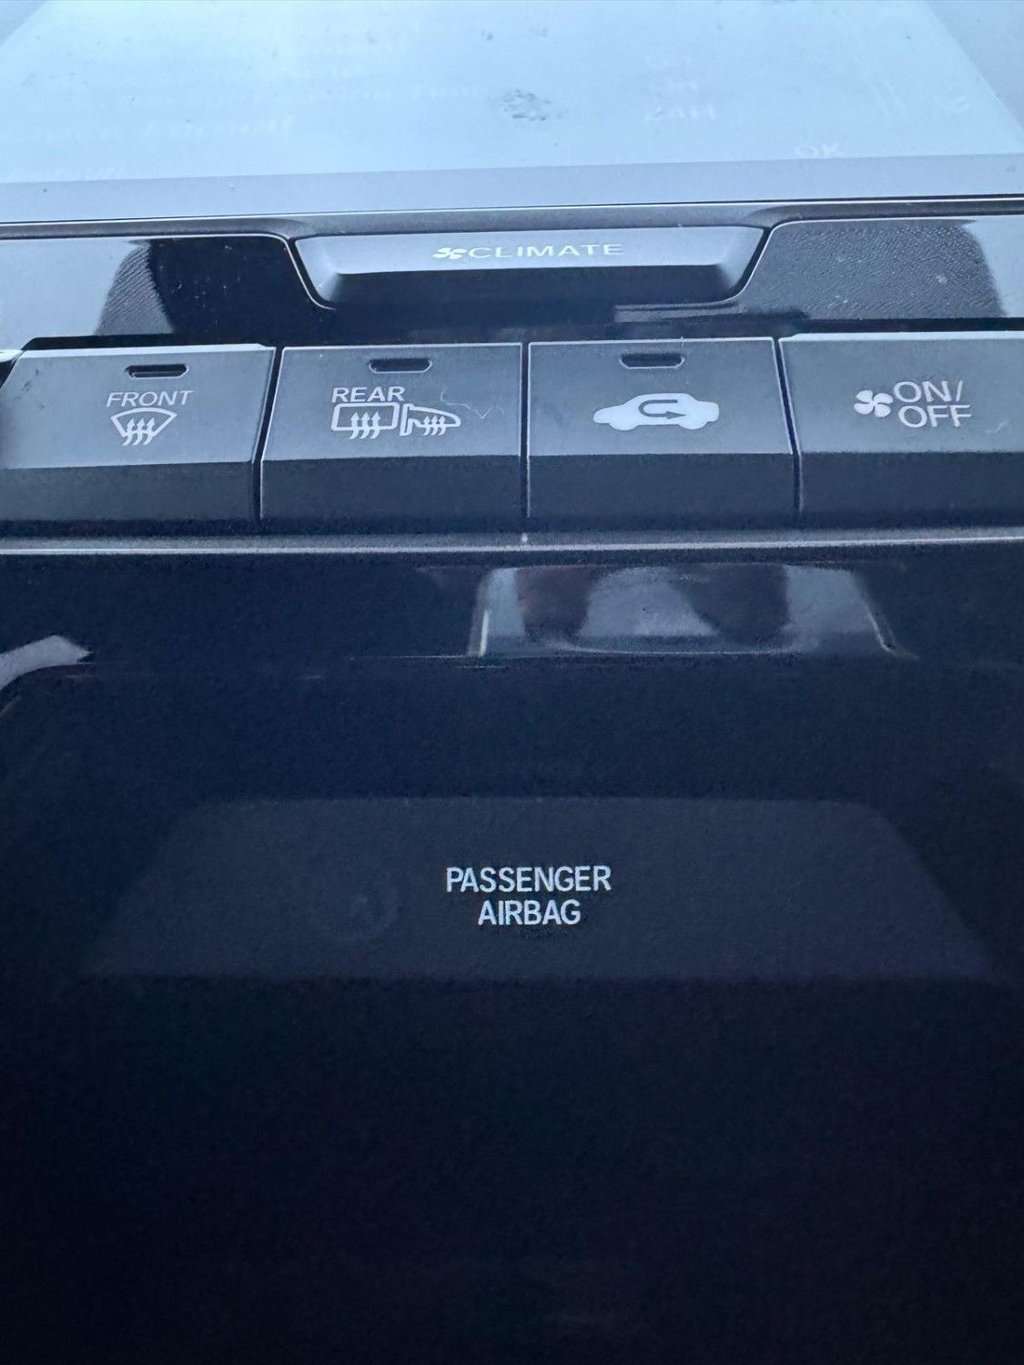 CLIMATE
FRONT
REAR
ON/
OFF
PASSENGER
AIRBAG